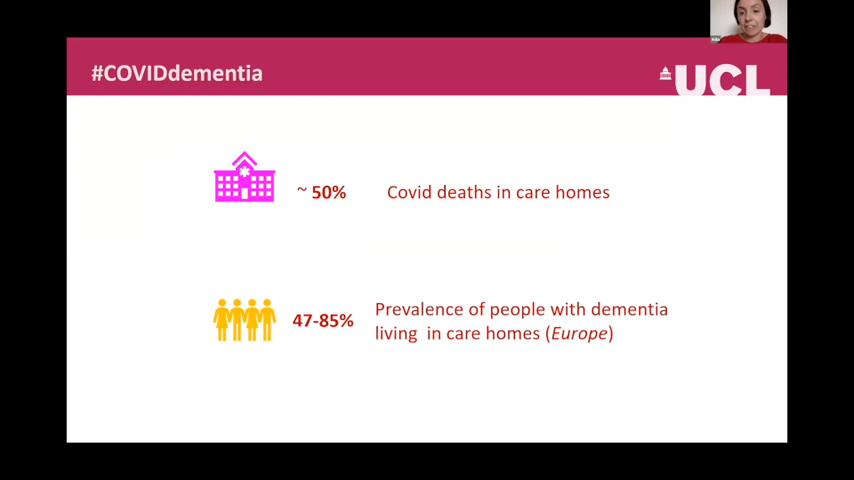 #COVIDdementia
UCL
~ 50%
Covid deaths in care homes
47-85%
Prevalence of people with dementia
living in care homes (Europe)